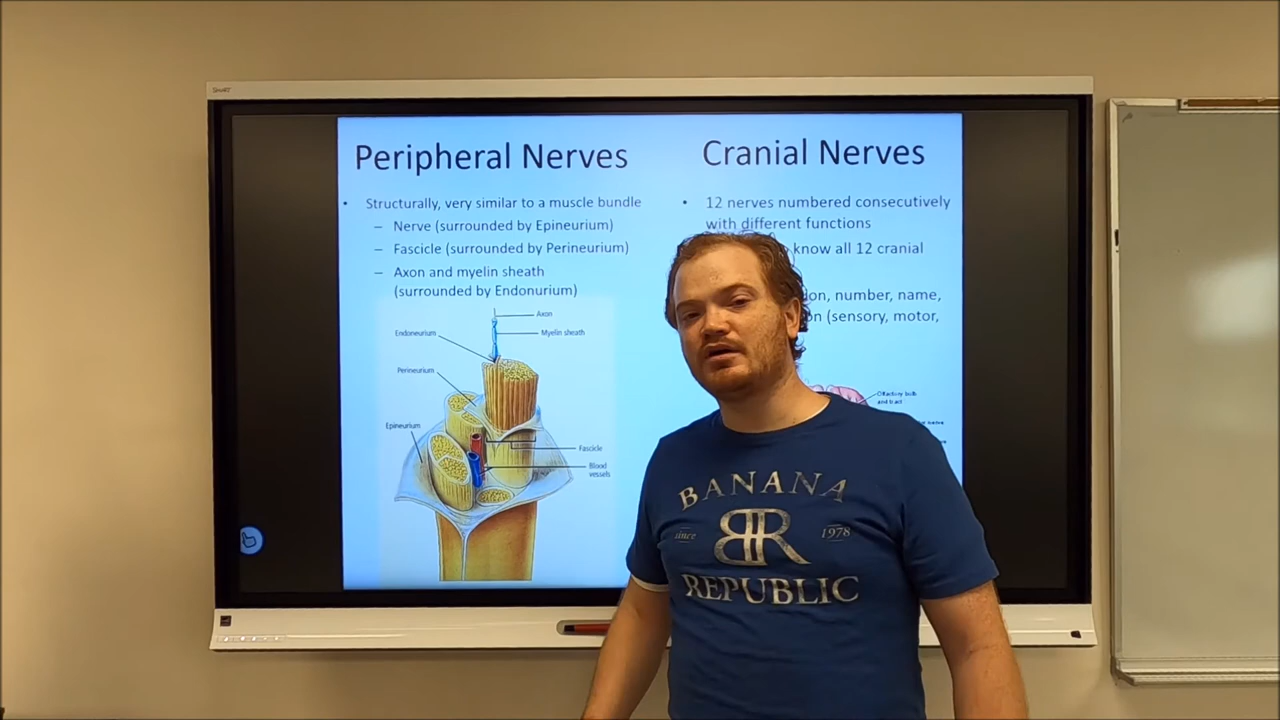 SMART
Peripheral Nerves
• Structurally, very similar to a muscle bundle
– Nerve (surrounded by Epineurium)
– Fascicle (surrounded by Perineurium)
– Axon and myelin sheath
(surrounded by Endonurium)
Axon
Endoneurium
Myelin sheath
Perineurium
Epineurium
Fascicle
Blood
vessels
Cranial Nerves
• 12 nerves numbered consecutively
with different functions
know all 12 cranial
number, name,
(sensory, motor,
Olfactory bulb
and tract
nerve
BANANA
since BR 1978
REPUBLIC